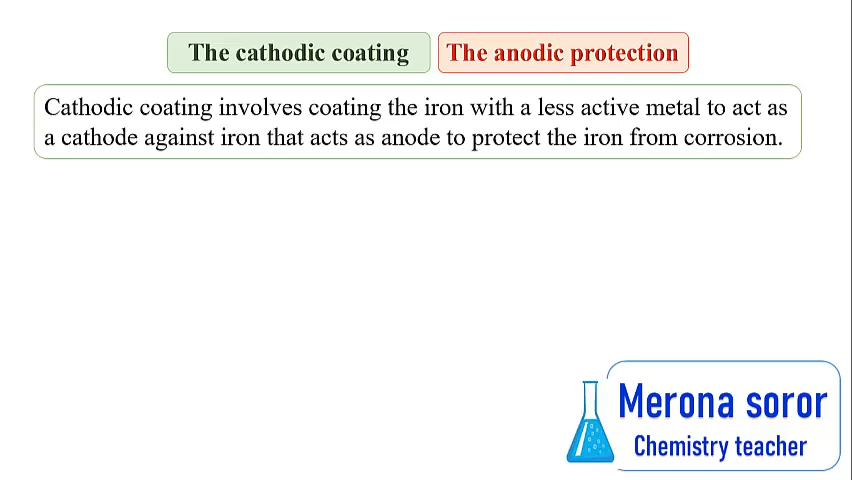 The cathodic coating
The anodic protection
Cathodic coating involves coating the iron with a less active metal to act as
a cathode against iron that acts as anode to protect the iron from corrosion.
Merona soror
Chemistry teacher